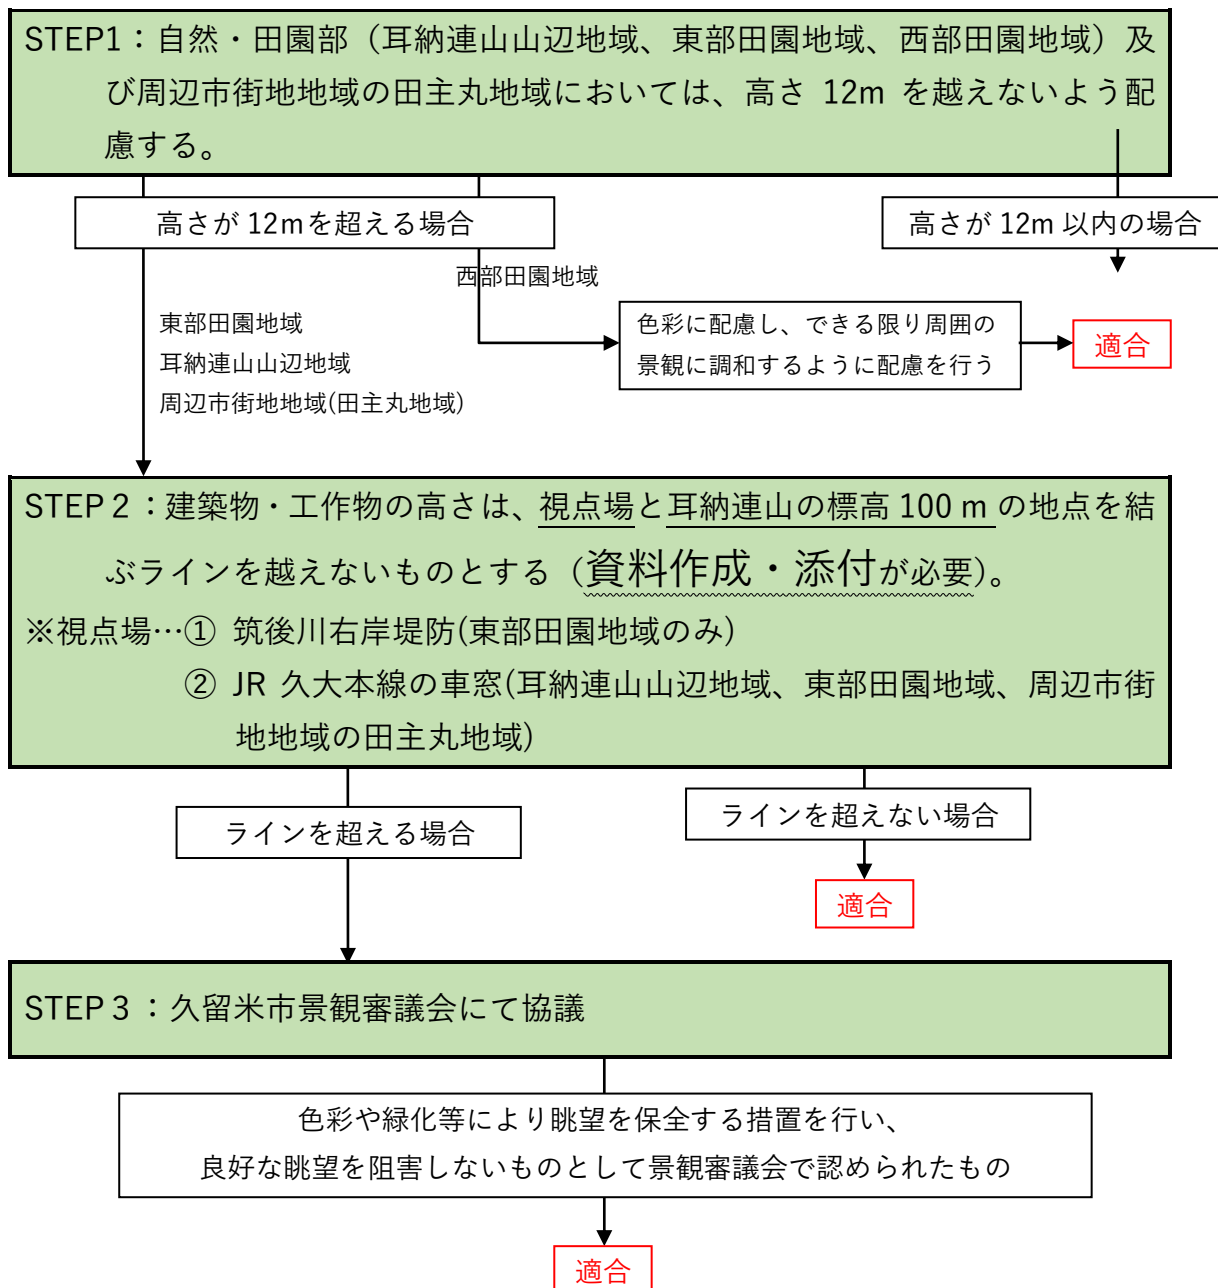 STEP1：自然・田園部（耳納連山山辺地域、東部田園地域、西部田園地域）及
び周辺市街地地域の田主丸地域においては、高さ 12m を越えないよう配
慮する。
高さが 12mを超える場合
高さが 12m 以内の場合
西部田園地域
東部田園地域
耳納連山山辺地域
周辺市街地地域(田主丸地域)
色彩に配慮し、できる限り周囲の
景観に調和するように配慮を行う
適合
STEP２：建築物・工作物の高さは、視点場と耳納連山の標高 100ｍの地点を結
ぶラインを越えないものとする（資料作成・添付が必要）。
※視点場…① 筑後川右岸堤防(東部田園地域のみ)
② JR 久大本線の車窓(耳納連山山辺地域、東部田園地域、周辺市街
地地域の田主丸地域)
ラインを超える場合
ラインを超えない場合
適合
STEP３：久留米市景観審議会にて協議
色彩や緑化等により眺望を保全する措置を行い、
良好な眺望を阻害しないものとして景観審議会で認められたもの
適合